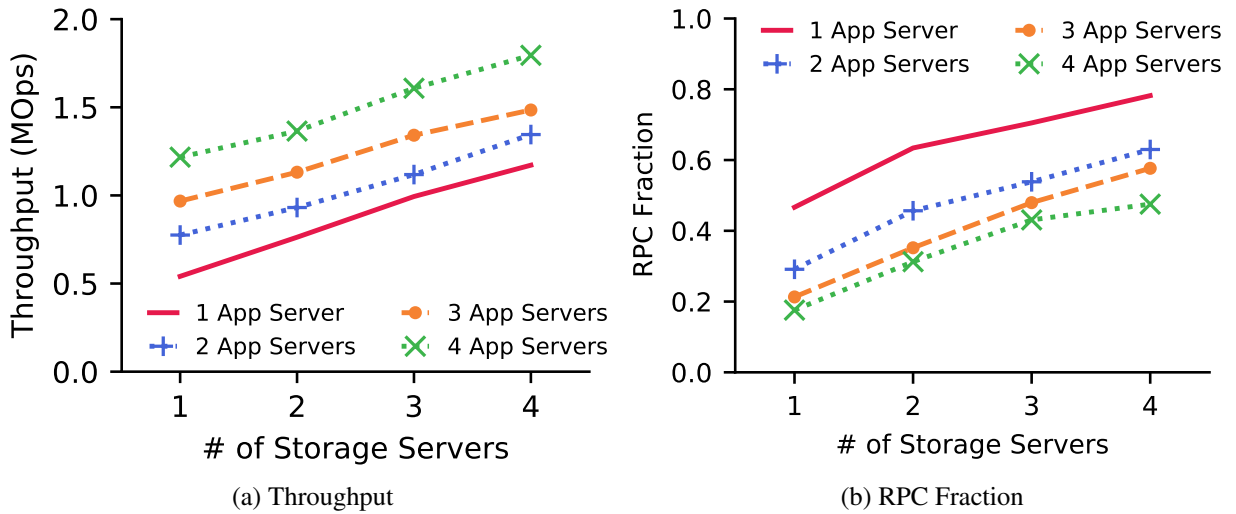 Throughput (MOps)
2.0
1.5
1.0
0.5
0.0
1 App Server
2 App Servers
3 App Servers
4 App Servers
1 2 3 4
# of Storage Servers
(a) Throughput
RPC Fraction
1.0
0.8
0.6
0.4
0.2
0.0
1 App Server
2 App Servers
3 App Servers
4 App Servers
1 2 3 4
# of Storage Servers
(b) RPC Fraction